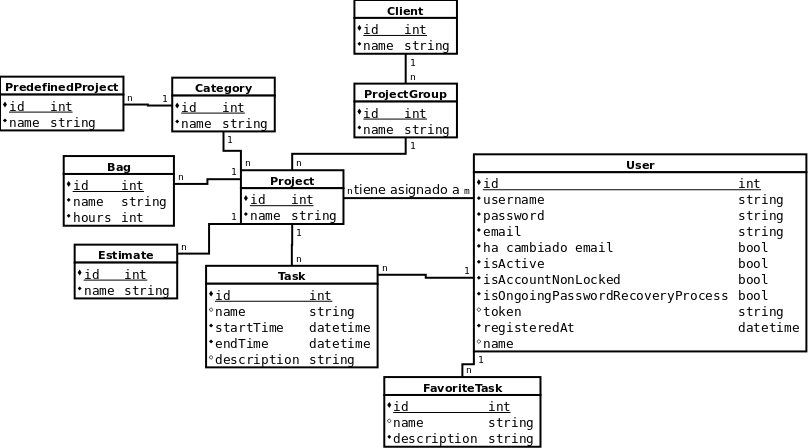 Client
id int
name string
1
n
ProjectGroup
id int
name string
1
n
PredefinedProject
id int
name string
n
1
Category
id int
name string
1
n
Bag
id int
name string
hours int
n
1
Project
id int
name string
n tiene asignado a m
1
n
Estimate
id int
name string
n
1
Task
id int
name string
startTime datetime
endTime datetime
description string
n
1
User
id int
username string
password string
email string
ha cambiado email bool
isActive bool
isAccountNonLocked bool
isOngoingPasswordRecoveryProcess bool
token string
registeredAt datetime
name
1
n
FavoriteTask
id int
name string
description string